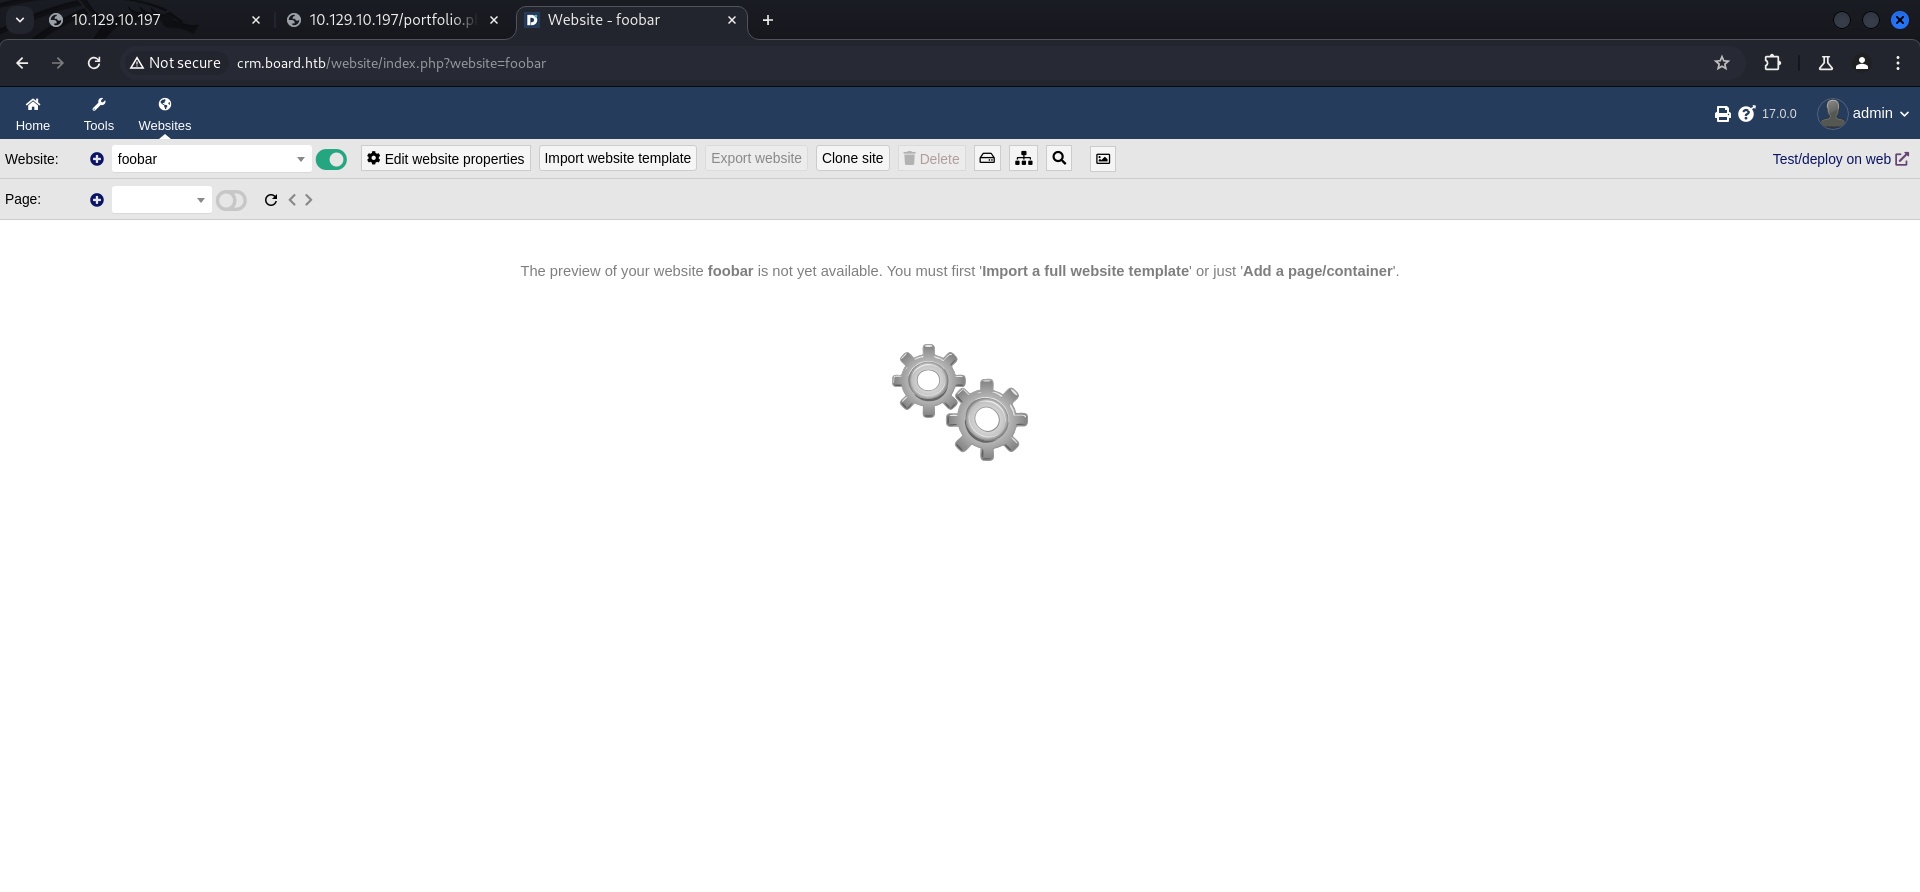 10.129.10.197
10.129.10.197/portfolio.p
Website - foobar
Not secure
crm.board.htb/website/index.php?website=foobar
Home
Tools
Websites
17.0.0
admin
Website:
foobar
Edit website properties
Import website template
Export website
Clone site
Delete
Test/deploy on web
Page:
The preview of your website foobar is not yet available. You must first 'Import a full website template' or just 'Add a page/container'.